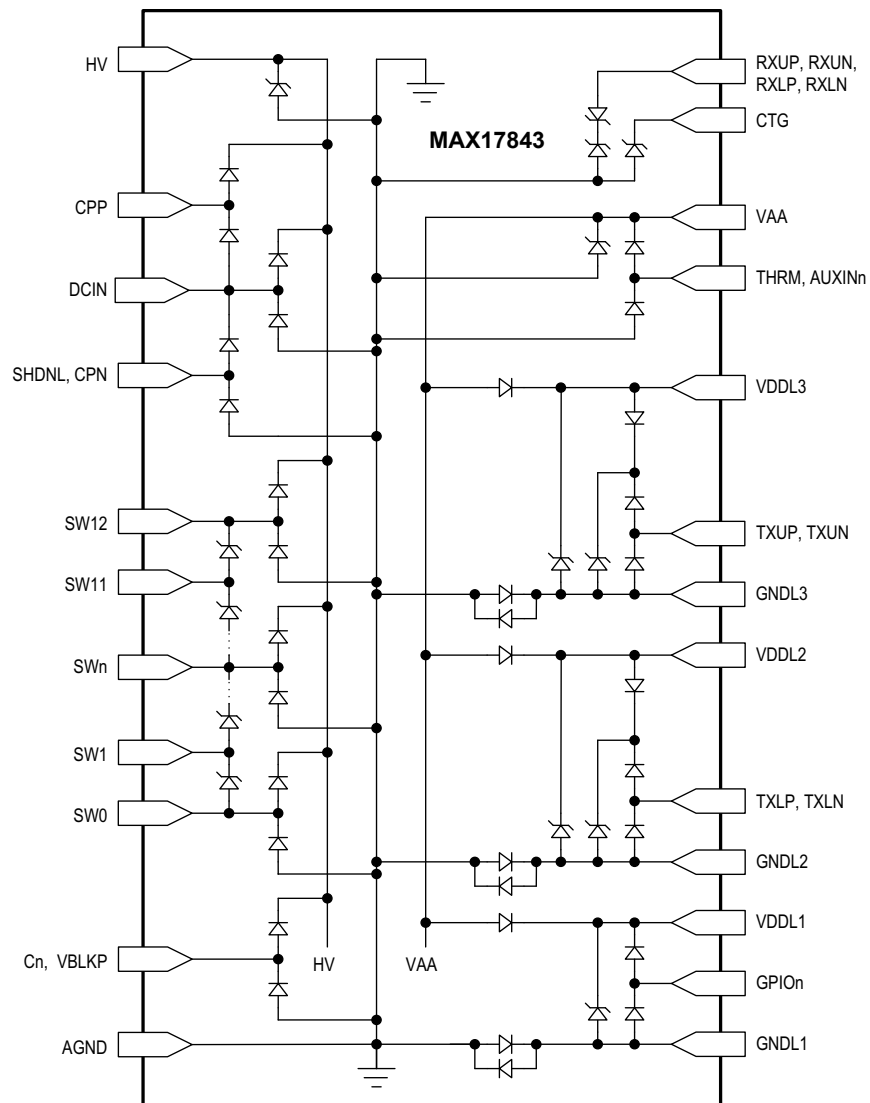 HV
CPP
DCIN
SHDNL, CPN
SW12
SW11
SWn
SW1
SW0
Cn, VBLKP
AGND
MAX17843
HV
VAA
RXUP, RXUN,
RXLP, RXLN
CTG
VAA
THRM, AUXINn
VDDL3
TXUP, TXUN
GNDL3
VDDL2
TXLP, TXLN
GNDL2
VDDL1
GPIOn
GNDL1